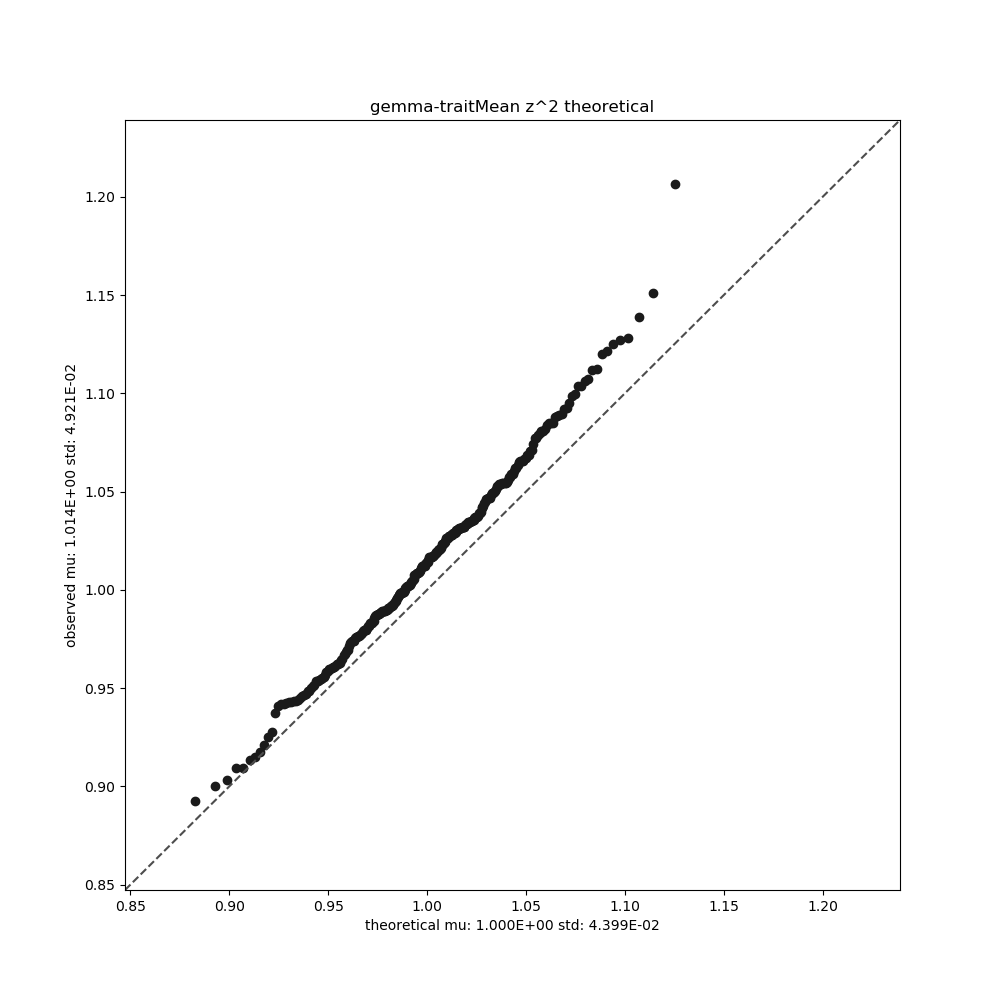 gemma-traitMean z^2 theoretical
observed mu: 1.014E+00 std: 4.921E-02
1.20
1.15
1.10
1.05
1.00
0.95
0.90
0.85
0.85 0.90 0.95 1.00 1.05 1.10 1.15 1.20
theoretical mu: 1.000E+00 std: 4.399E-02